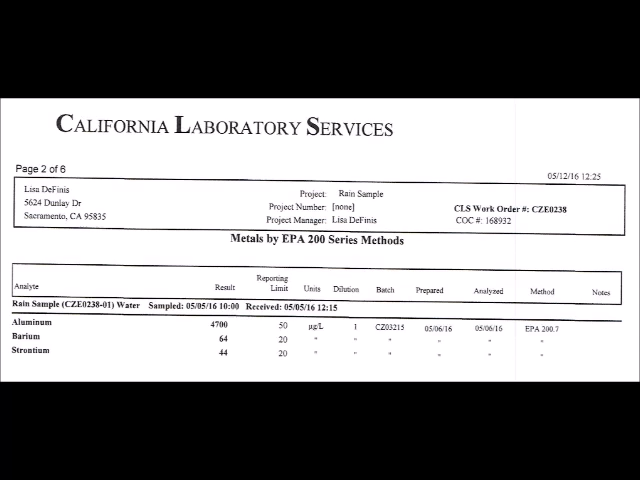 CALIFORNIA LABORATORY SERVICES
Page 2 of 6
05/12/16 12:25
Lisa DeFinis
5624 Dunlay Dr
Sacramento, CA 95835
Project: Rain Sample
Project Number: [none]
Project Manager: Lisa DeFinis
CLS Work Order #: CZE0238
COC #: 168932
Metals by EPA 200 Series Methods
Analyte Result Reporting Limit Units Dilution Batch Prepared Analyzed Method Notes
Rain Sample (CZE0238-01) Water Sampled: 05/05/16 10:00 Received: 05/05/16 12:15
Aluminum 4700 50 µg/L 1 CZ03215 05/06/16 05/06/16 EPA 200.7
Barium 64 20 " " " " " "
Strontium 44 20 " " " " " "